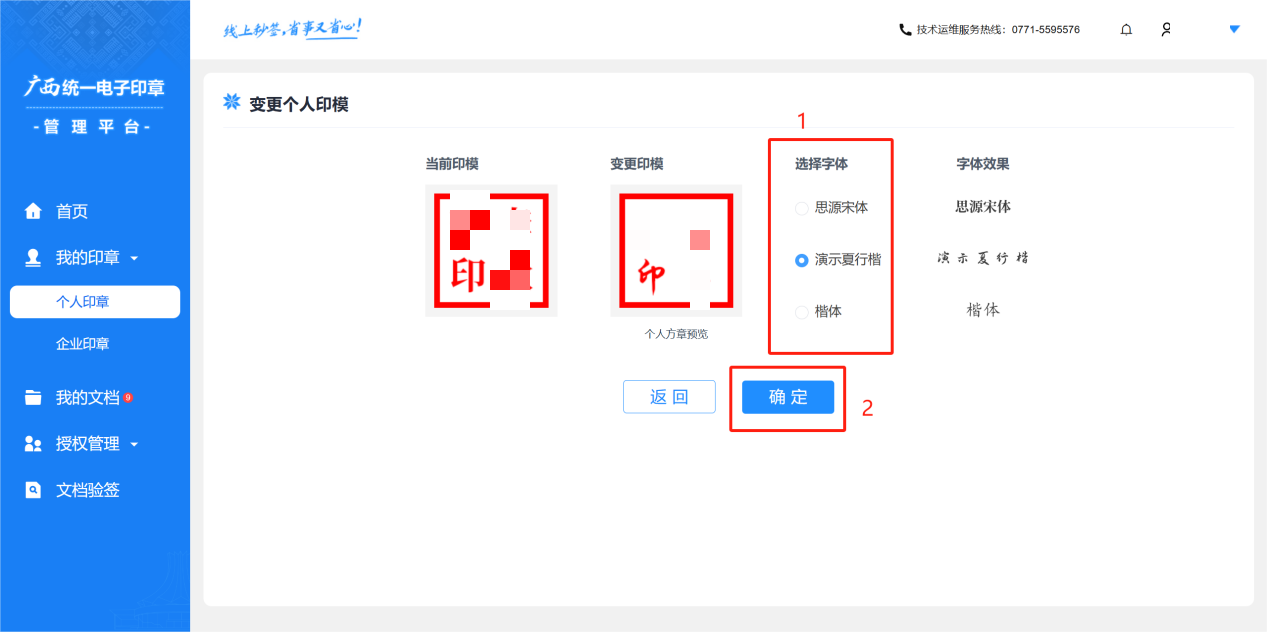 线上秒签,省事又省心!
技术运维服务热线: 0771-5595576
广西统一电子印章
-管 理 平 台-
首页
我的印章
个人印章
企业印章
我的文档 9
授权管理
文档验签
变更个人印模
1
当前印模
变更印模
选择字体
字体效果
印
印
思源宋体
思源宋体
演示夏行楷
演示夏行楷
楷体
楷体
个人方章预览
返 回
确 定
2